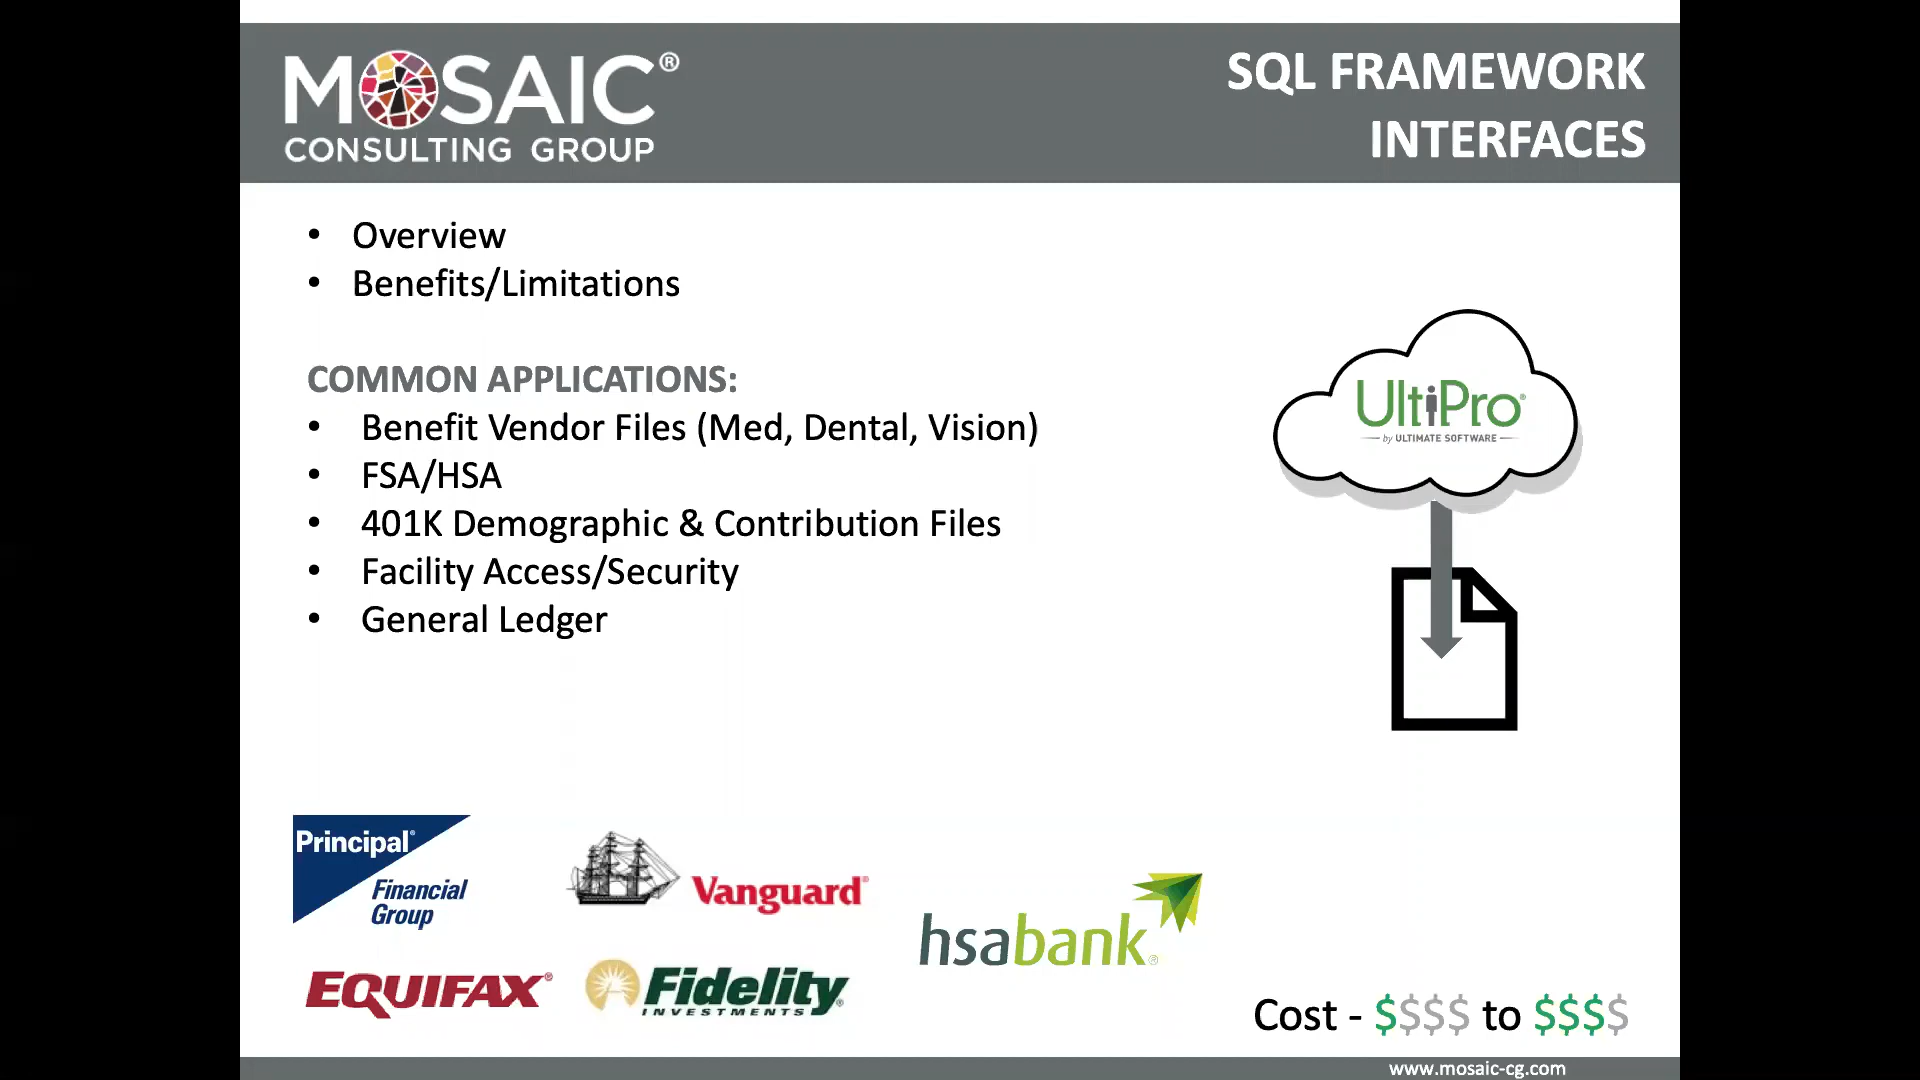 MOSAIC®
CONSULTING GROUP
SQL FRAMEWORK
INTERFACES
• Overview
• Benefits/Limitations
COMMON APPLICATIONS:
• Benefit Vendor Files (Med, Dental, Vision)
• FSA/HSA
• 401K Demographic & Contribution Files
• Facility Access/Security
• General Ledger
UltiPro®
by ULTIMATE SOFTWARE
Principal®
Financial
Group
Vanguard®
hsabank®
EQUIFAX®
Fidelity®
INVESTMENTS
Cost - $$$$ to $$$$
www.mosaic-cg.com